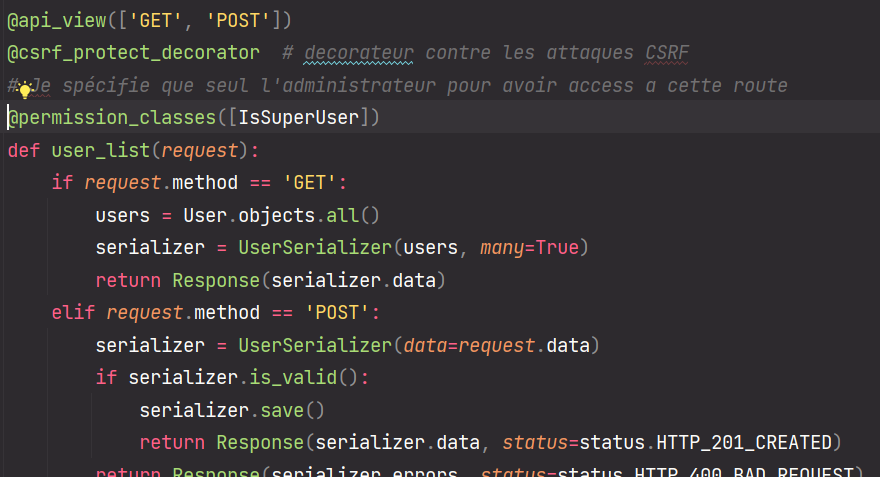 @api_view(['GET', 'POST'])
@csrf_protect_decorator  # decorateur contre les attaques CSRF
# Je spécifie que seul l'administrateur pour avoir access a cette route
@permission_classes([IsSuperUser])
def user_list(request):
    if request.method == 'GET':
        users = User.objects.all()
        serializer = UserSerializer(users, many=True)
        return Response(serializer.data)
    elif request.method == 'POST':
        serializer = UserSerializer(data=request.data)
        if serializer.is_valid():
            serializer.save()
            return Response(serializer.data, status=status.HTTP_201_CREATED)
        return Response(serializer.errors, status=status.HTTP_400_BAD_REQUEST)